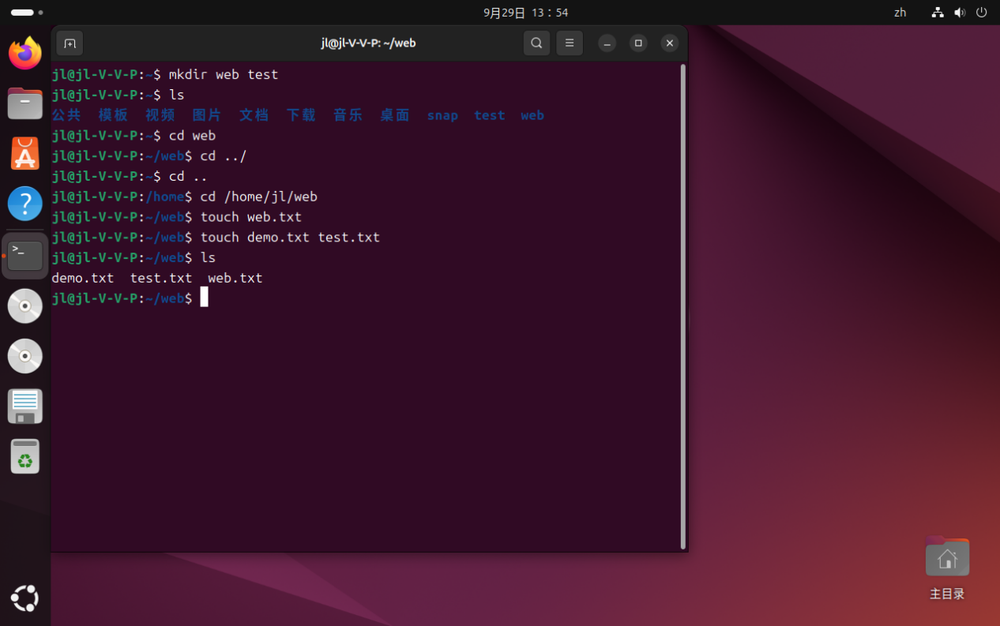 9月29日 13：54
zh
jl@jl-V-V-P: ~/web
jl@jl-V-V-P:~$ mkdir web test
jl@jl-V-V-P:~$ ls
公共 模板 视频 图片 文档 下载 音乐 桌面 snap test web
jl@jl-V-V-P:~$ cd web
jl@jl-V-V-P:~/web$ cd ../
jl@jl-V-V-P:~$ cd ..
jl@jl-V-V-P:/home$ cd /home/jl/web
jl@jl-V-V-P:~/web$ touch web.txt
jl@jl-V-V-P:~/web$ touch demo.txt test.txt
jl@jl-V-V-P:~/web$ ls
demo.txt test.txt web.txt
jl@jl-V-V-P:~/web$
主目录